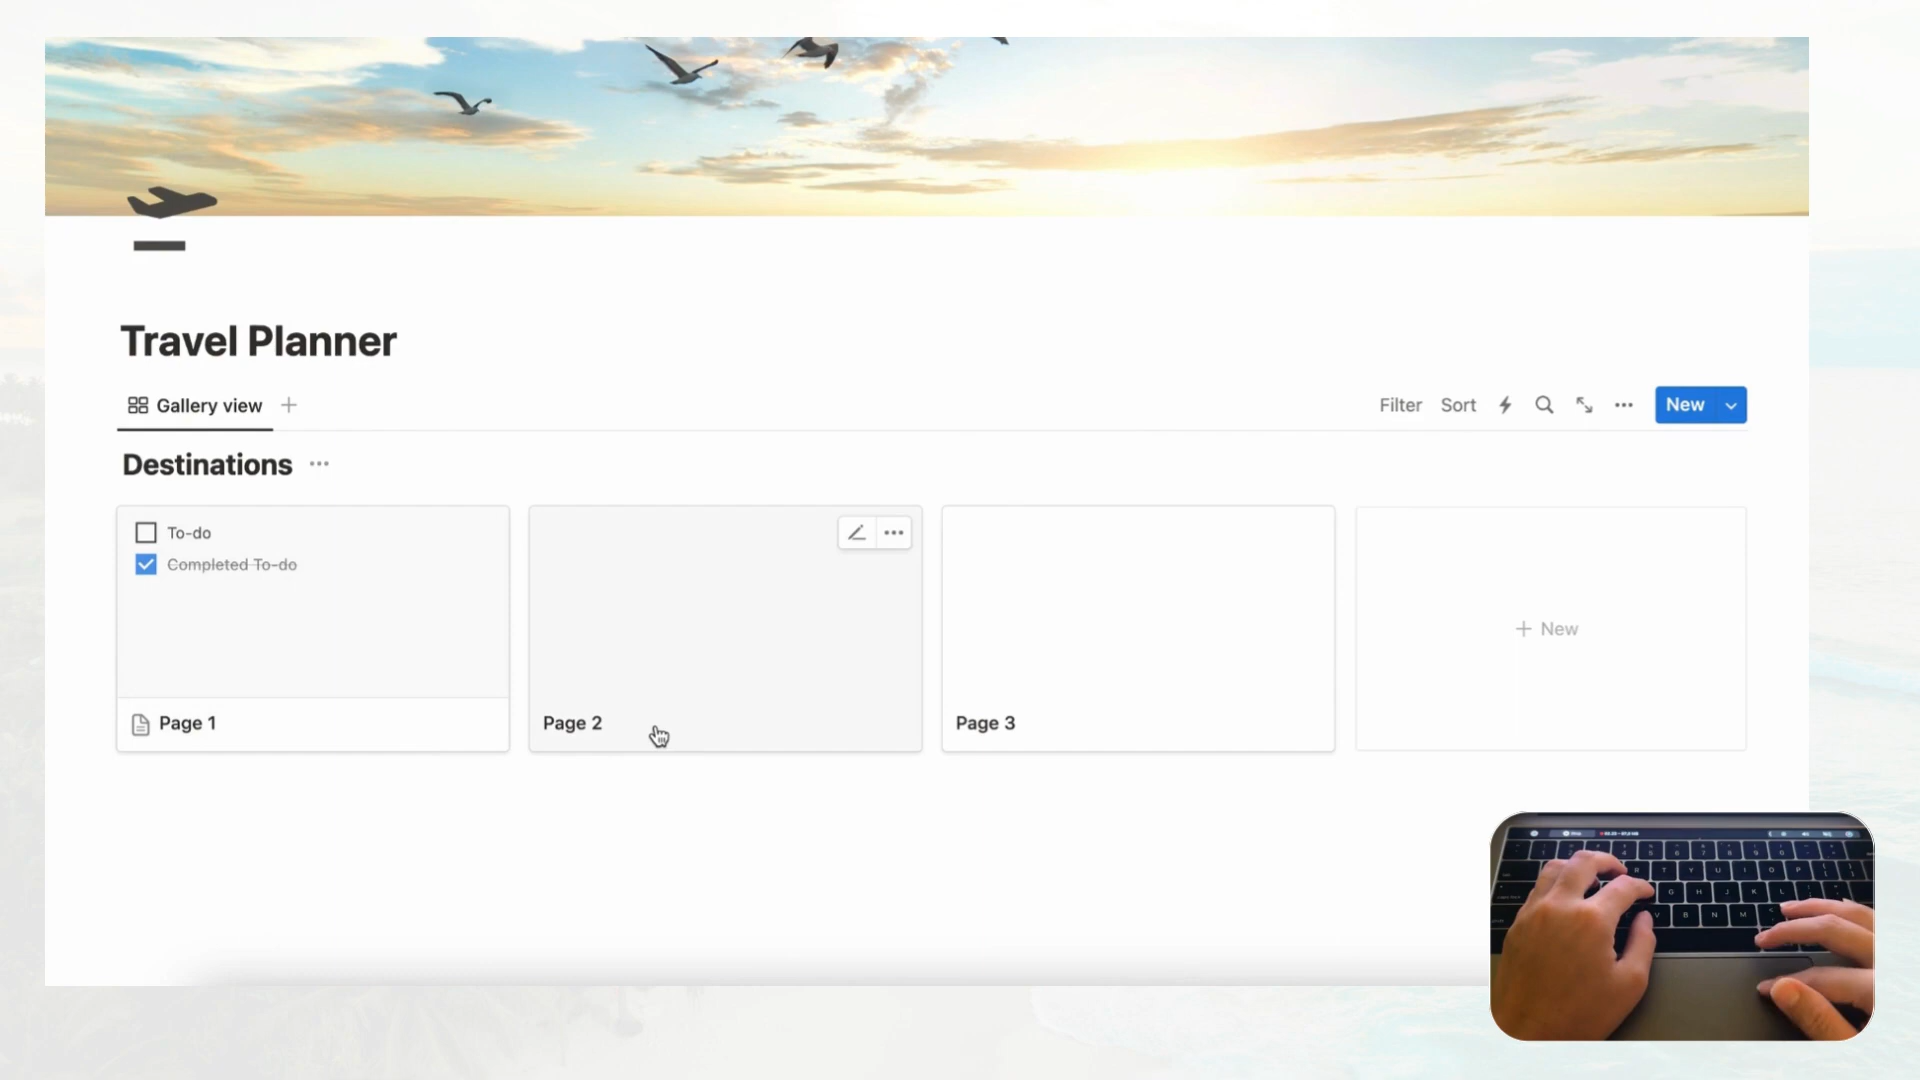 Travel Planner
Gallery view
Filter Sort New
Destinations
To-do
Completed To-do
Page 1
Page 2
Page 3
New
R T Y U I O P
G H J K L
V B N M